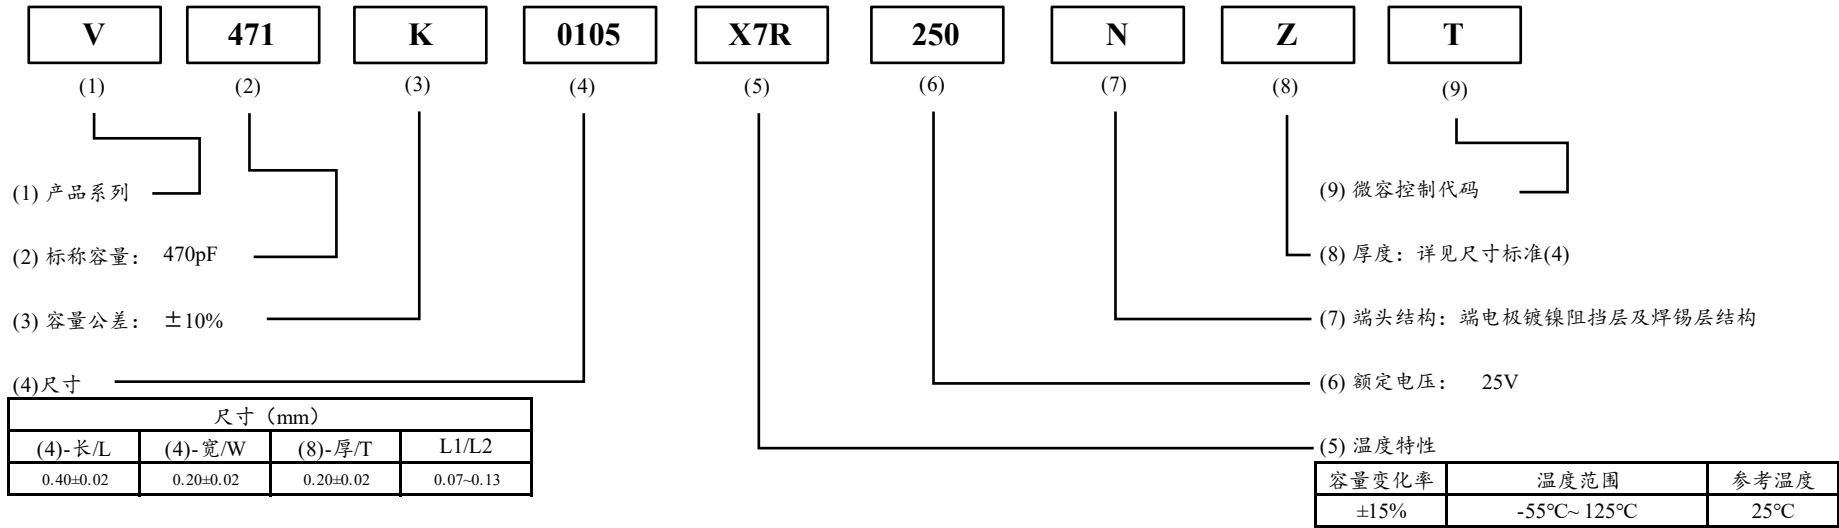 V 471 K 0105 X7R 250 N Z T
(1) (2) (3) (4) (5) (6) (7) (8) (9)
(1) 产品系列
(9) 微容控制代码
(2) 标称容量： 470pF
(8) 厚度：详见尺寸标准(4)
(3) 容量公差： ±10%
(7) 端头结构：端电极镀镍阻挡层及焊锡层结构
(4)尺寸
(6) 额定电压： 25V
尺寸（mm）
(4)-长/L (4)-宽/W (8)-厚/T L1/L2
0.40±0.02 0.20±0.02 0.20±0.02 0.07~0.13
(5) 温度特性
容量变化率 温度范围 参考温度
±15% -55℃~ 125℃ 25℃